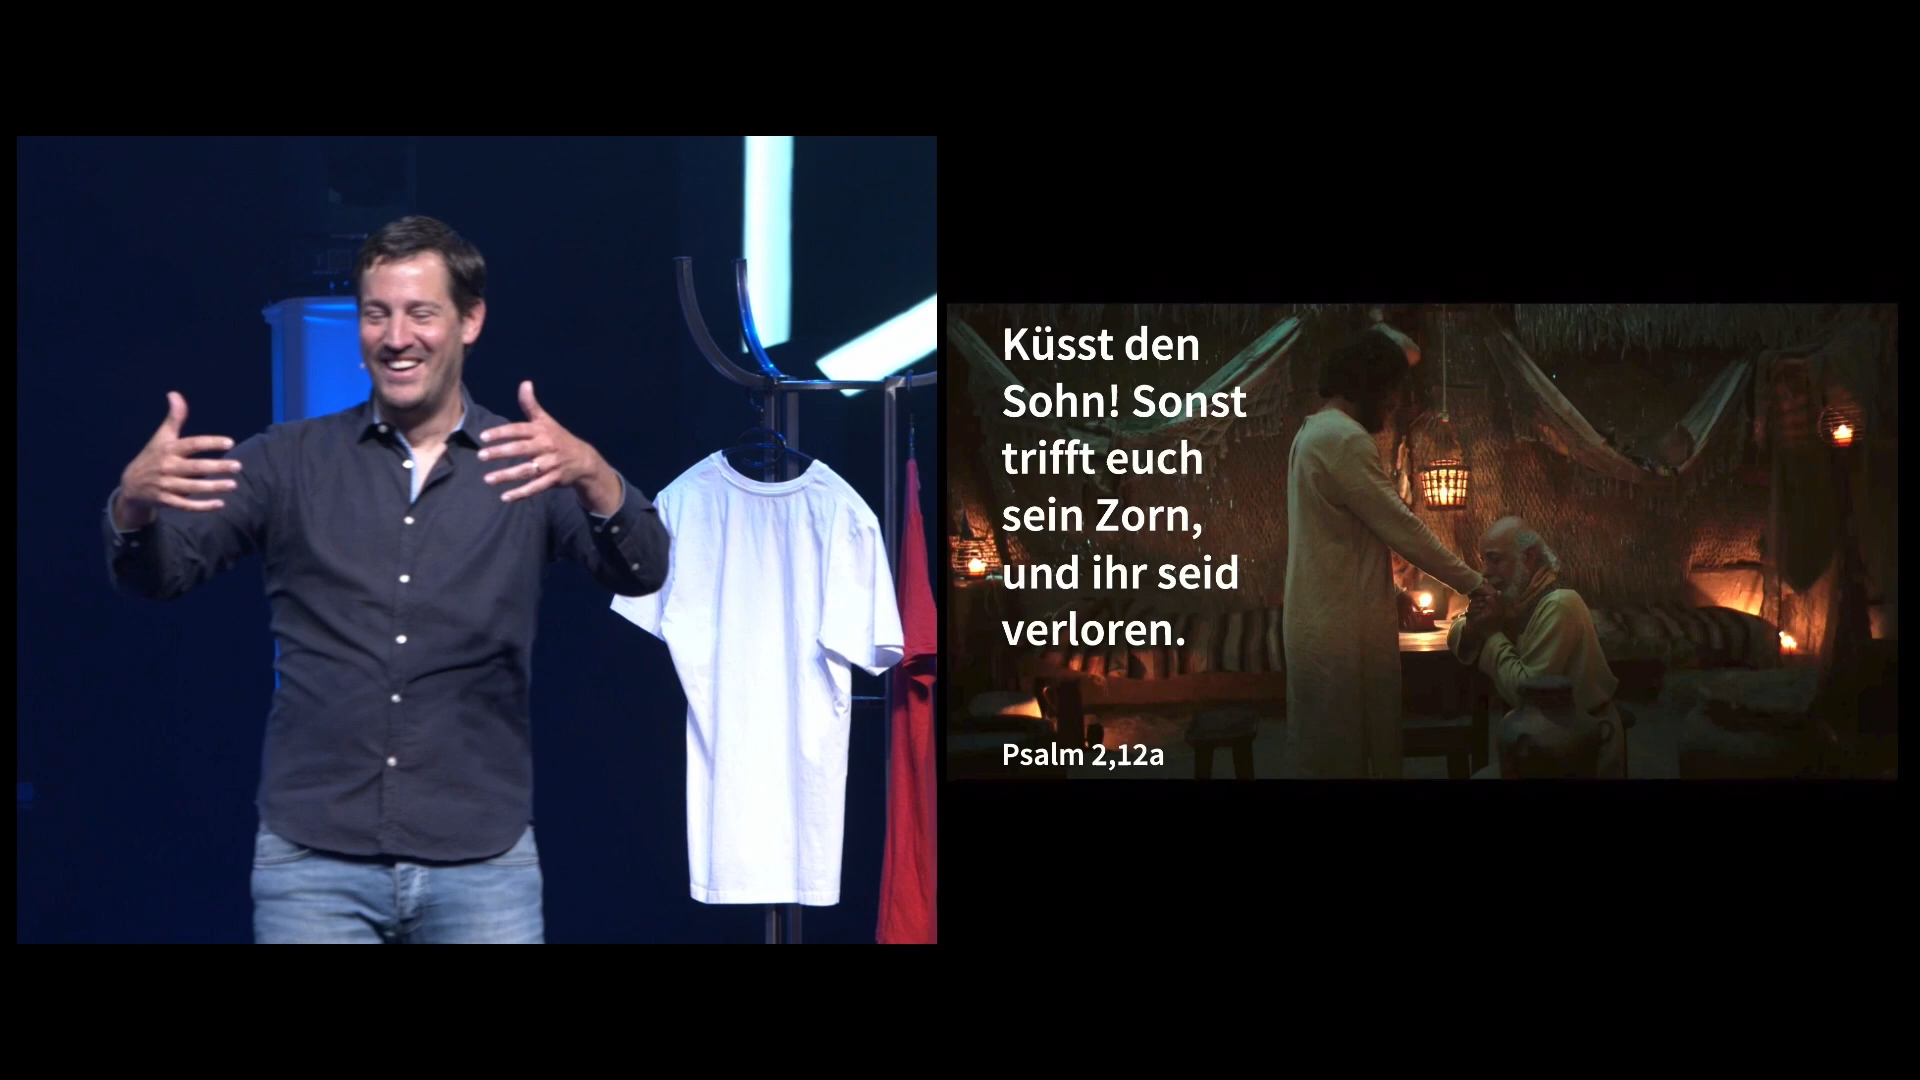 Küsst den
Sohn! Sonst
trifft euch
sein Zorn,
und ihr seid
verloren.
Psalm 2,12a